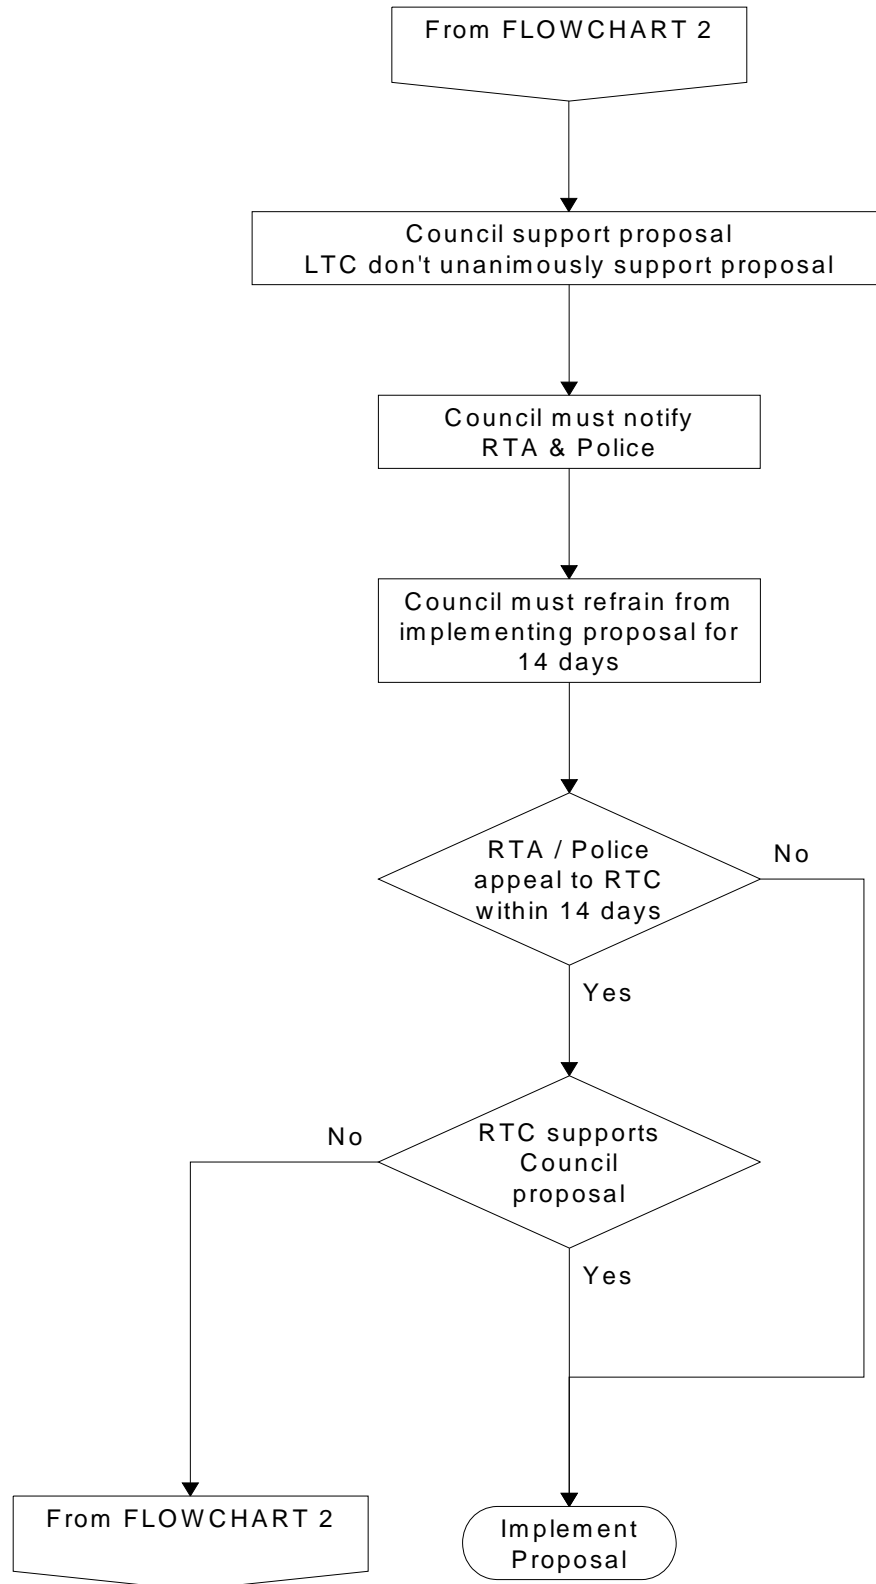 From FLOWCHART 2
Council support proposal
LTC don't unanimously support proposal
Council must notify
RTA & Police
Council must refrain from
implementing proposal for
14 days
RTA / Police
appeal to RTC
within 14 days
No
Yes
RTC supports
Council
proposal
No
Yes
From FLOWCHART 2
Implement
Proposal